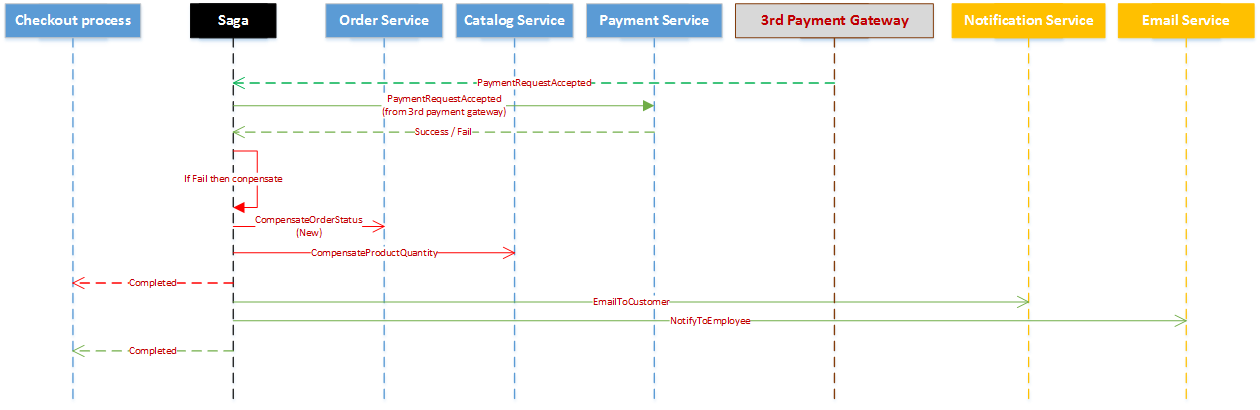 Checkout process
Saga
Order Service
Catalog Service
Payment Service
3rd Payment Gateway
Notification Service
Email Service
PaymentRequestAccepted
PaymentRequestAccepted
(from 3rd payment gateway)
Success / Fail
If Fail then conpensate
CompensateOrderStatus
(New)
CompensateProductQuantity
Completed
EmailToCustomer
NotifyToEmployee
Completed